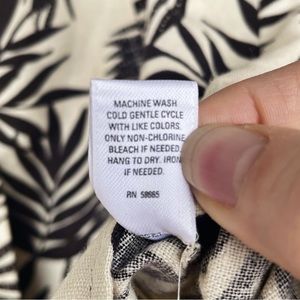 MACHINE WASH
COLD GENTLE CYCLE
WITH LIKE COLORS.
ONLY NON-CHLORINE
BLEACH IF NEEDED.
HANG TO DRY. IRON
IF NEEDED.
RN 58665